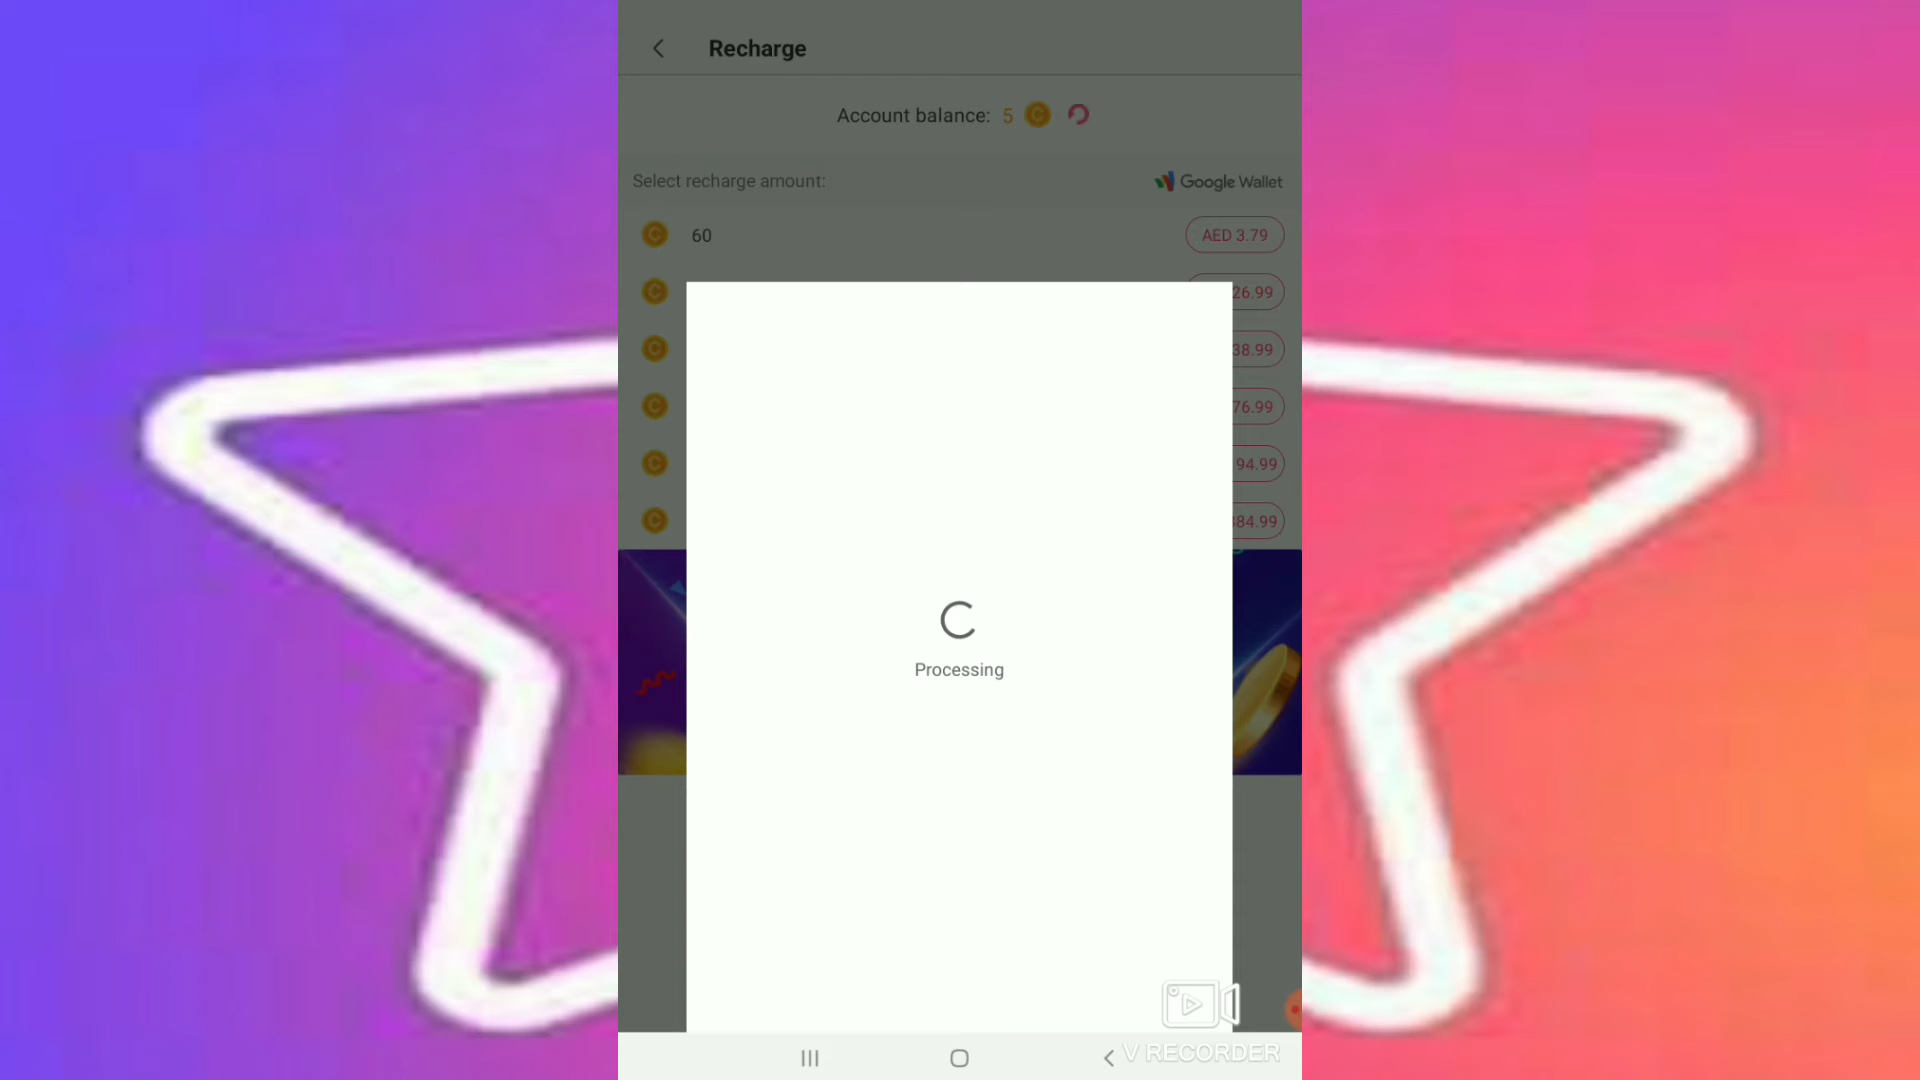 Recharge
Account balance: 5
Select recharge amount:
Google Wallet
60
AED 3.79
26.99
38.99
76.99
94.99
84.99
Processing
V RECORDER